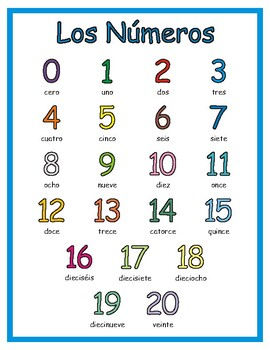 Los Números
0 1 2 3
cero uno dos tres
4 5 6 7
cuatro cinco seis siete
8 9 10 11
ocho nueve diez once
12 13 14 15
doce trece catorce quince
16 17 18
dieciséis diecisiete dieciocho
19 20
diecinueve veinte